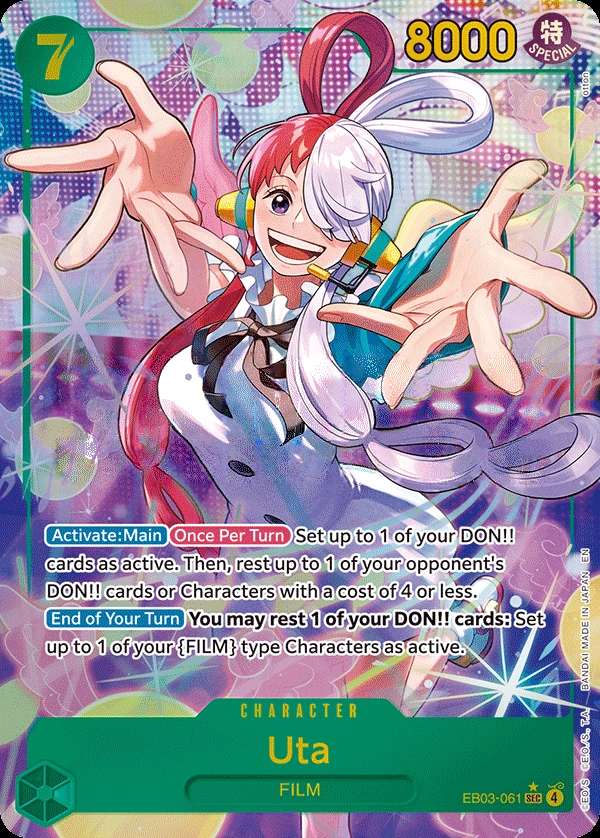 7
8000
特
SPECIAL
otton
Activate:Main Once Per Turn Set up to 1 of your DON!!
cards as active. Then, rest up to 1 of your opponent's
DON!! cards or Characters with a cost of 4 or less.
End of Your Turn You may rest 1 of your DON!! cards: Set
up to 1 of your {FILM} type Characters as active.
©E.O./S., T.A. BANDAI MADE IN JAPAN EN
CHARACTER
Uta
FILM
EB03-061 SEC 4